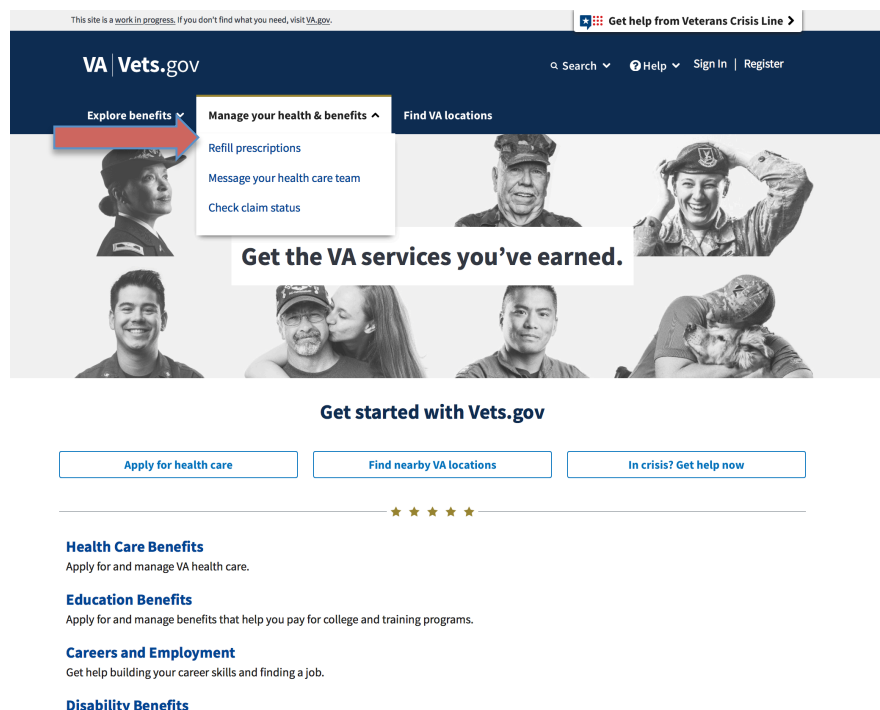 This site is a work in progress. If you don't find what you need, visit VA.gov.
Get help from Veterans Crisis Line
VA Vets.gov
Search
Help
Sign In | Register
Explore benefits
Manage your health & benefits
Find VA locations
Refill prescriptions
Message your health care team
Check claim status
Get the VA services you’ve earned.
Get started with Vets.gov
Apply for health care
Find nearby VA locations
In crisis? Get help now
Health Care Benefits
Apply for and manage VA health care.
Education Benefits
Apply for and manage benefits that help you pay for college and training programs.
Careers and Employment
Get help building your career skills and finding a job.
Disability Benefits